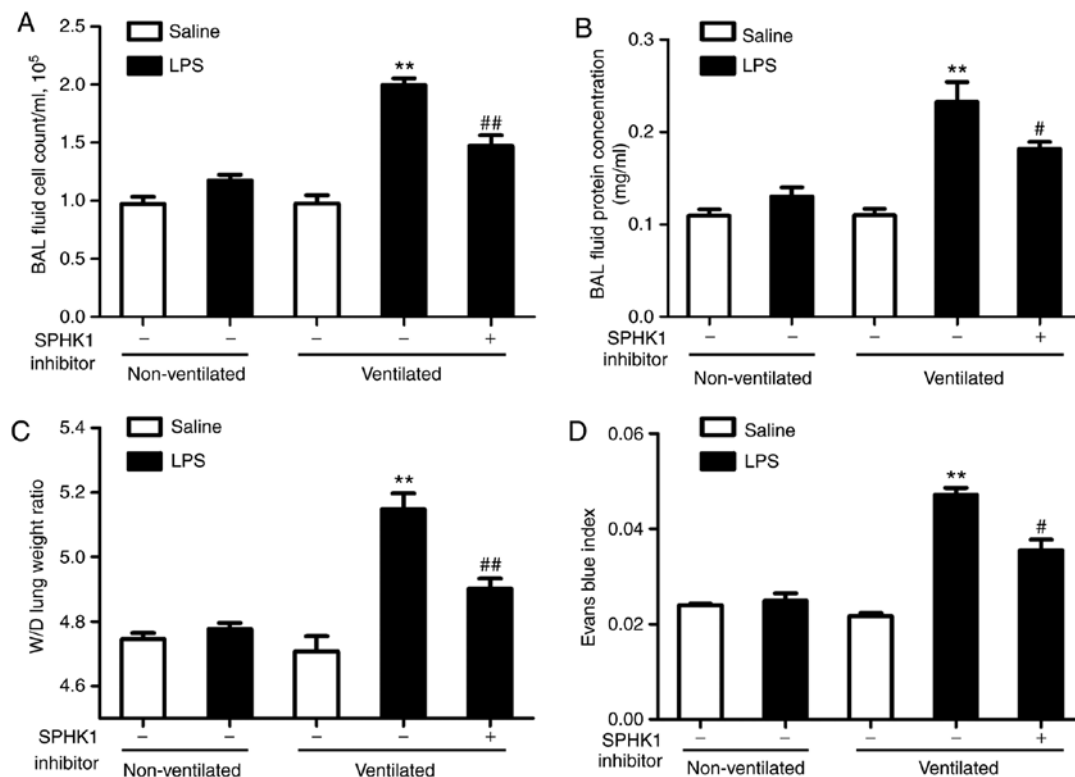 A
Saline
LPS
BAL fluid cell count/ml, 10⁵
2.5
2.0
1.5
1.0
0.5
0.0
**
##
SPHK1
inhibitor
− − − − +
Non-ventilated Ventilated
B
Saline
LPS
BAL fluid protein concentration
(mg/ml)
0.3
0.2
0.1
0.0
**
#
SPHK1
inhibitor
− − − − +
Non-ventilated Ventilated
C
Saline
LPS
W/D lung weight ratio
5.4
5.2
5.0
4.8
4.6
**
##
SPHK1
inhibitor
− − − − +
Non-ventilated Ventilated
D
Saline
LPS
Evans blue index
0.06
0.04
0.02
0.00
**
#
SPHK1
inhibitor
− − − − +
Non-ventilated Ventilated